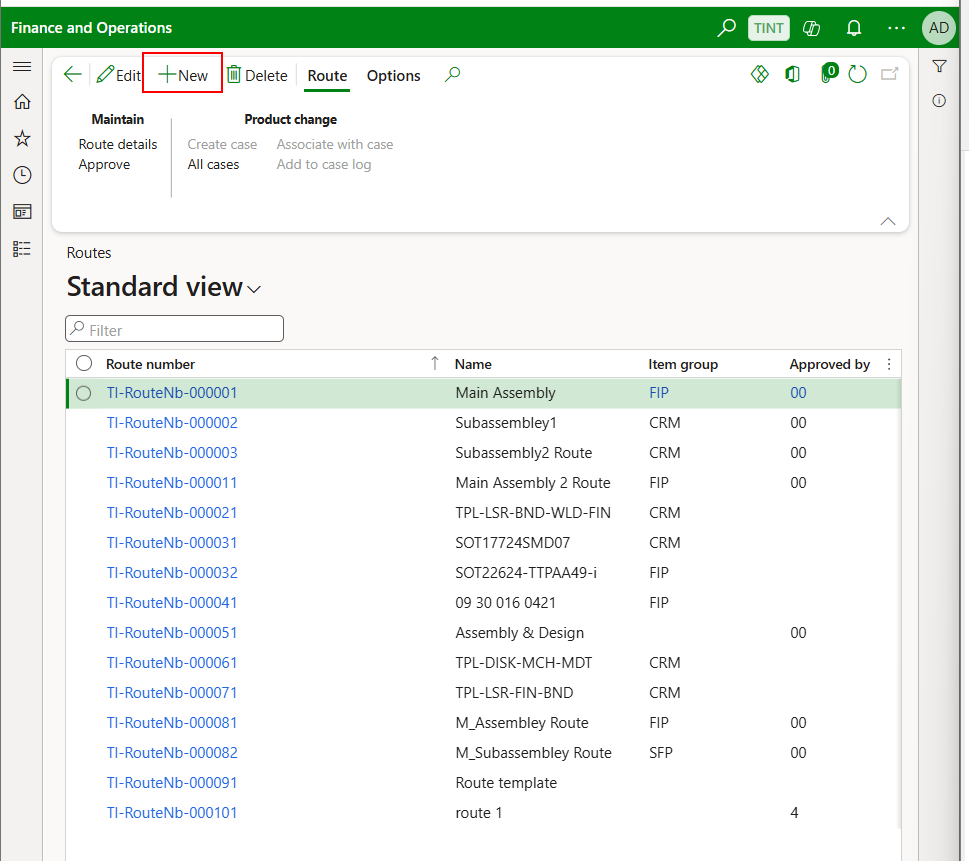 Finance and Operations TINT AD
Edit New Delete Route Options 0
Maintain Product change
Route details Create case Associate with case
Approve All cases Add to case log
Routes
Standard view
Filter
Route number Name Item group Approved by
TI-RouteNb-000001 Main Assembly FIP 00
TI-RouteNb-000002 Subassembley1 CRM 00
TI-RouteNb-000003 Subassembly2 Route CRM 00
TI-RouteNb-000011 Main Assembly 2 Route FIP 00
TI-RouteNb-000021 TPL-LSR-BND-WLD-FIN CRM
TI-RouteNb-000031 SOT17724SMD07 CRM
TI-RouteNb-000032 SOT22624-TTPAA49-i FIP
TI-RouteNb-000041 09 30 016 0421 FIP
TI-RouteNb-000051 Assembly & Design 00
TI-RouteNb-000061 TPL-DISK-MCH-MDT CRM
TI-RouteNb-000071 TPL-LSR-FIN-BND CRM
TI-RouteNb-000081 M_Assembley Route FIP 00
TI-RouteNb-000082 M_Subassembley Route SFP 00
TI-RouteNb-000091 Route template
TI-RouteNb-000101 route 1 4